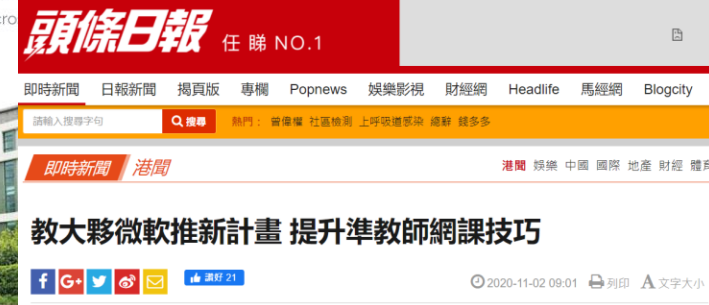 cro
頭條日報 任睇 NO.1
即時新聞 日報新聞 揭頁版 專欄 Popnews 娛樂影視 財經網 Headlife 馬經網 Blogcity
請輸入搜尋字句 搜尋 熱門： 曾偉權 社區檢測 上呼吸道感染 總辭 錢多多
即時新聞 港聞 港聞 娛樂 中國 國際 地產 財經 體育
教大夥微軟推新計畫 提升準教師網課技巧
f G+ 讚好 21 2020-11-02 09:01 列印 A 文字大小